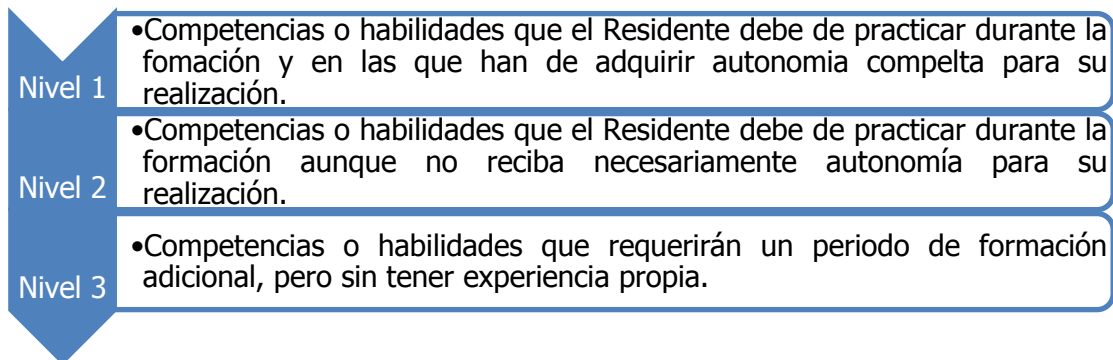 •Competencias o habilidades que el Residente debe de practicar durante la
fomación y en las que han de adquirir autonomia compelta para su
realización.
Nivel 1
•Competencias o habilidades que el Residente debe de practicar durante la
formación aunque no reciba necesariamente autonomía para su
realización.
Nivel 2
•Competencias o habilidades que requerirán un periodo de formación
adicional, pero sin tener experiencia propia.
Nivel 3